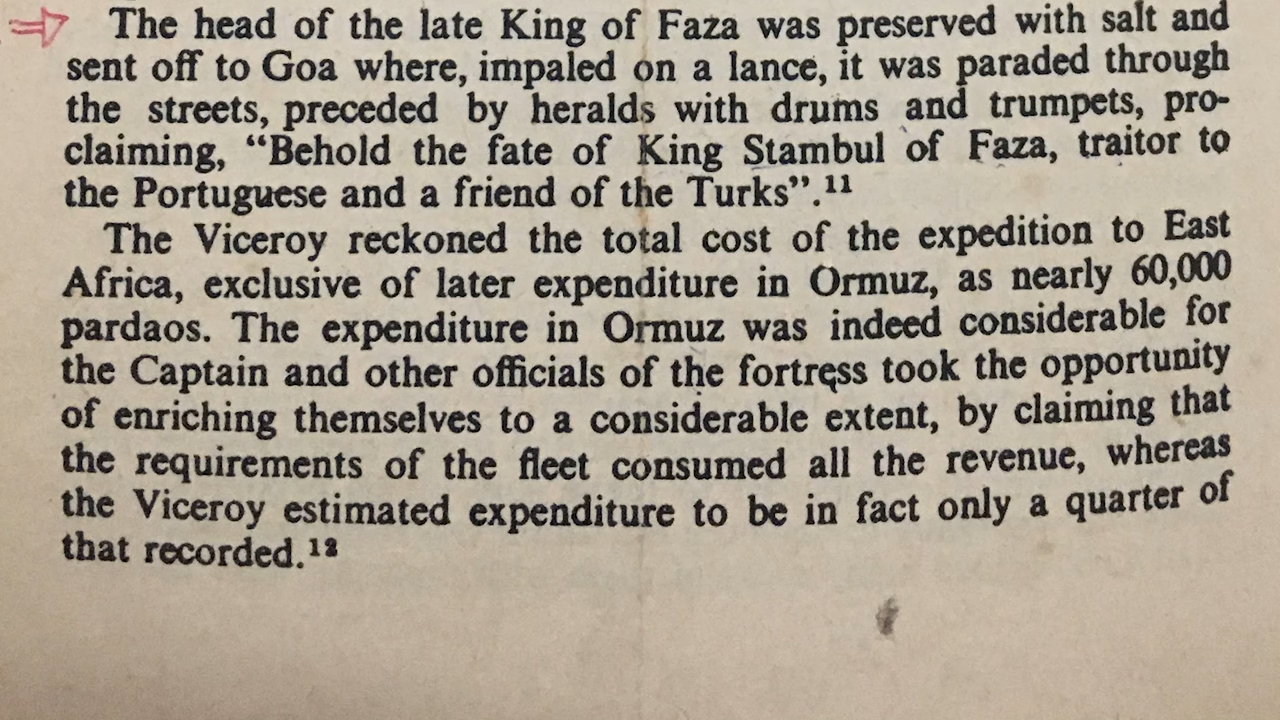 The head of the late King of Faza was preserved with salt and
sent off to Goa where, impaled on a lance, it was paraded through
the streets, preceded by heralds with drums and trumpets, pro-
claiming, “Behold the fate of King Stambul of Faza, traitor to
the Portuguese and a friend of the Turks”.¹¹
The Viceroy reckoned the total cost of the expedition to East
Africa, exclusive of later expenditure in Ormuz, as nearly 60,000
pardaos. The expenditure in Ormuz was indeed considerable for
the Captain and other officials of the fortress took the opportunity
of enriching themselves to a considerable extent, by claiming that
the requirements of the fleet consumed all the revenue, whereas
the Viceroy estimated expenditure to be in fact only a quarter of
that recorded.¹²